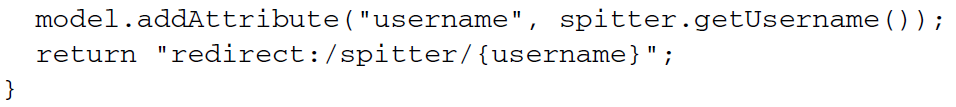 model.addAttribute("username", spitter.getUsername());
return "redirect:/spitter/{username}";
}